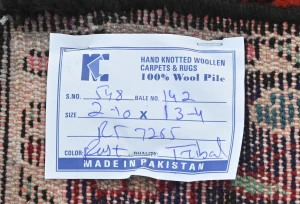 KC
HAND KNOTTED WOOLLEN
CARPETS & RUGS
100% Wool Pile
S.NO. 548 BALE NO. 142
SIZE 2-10 x 13-4
RF 7265
COLOR: Rust QUALITY: Tribal
MADE IN PAKISTAN